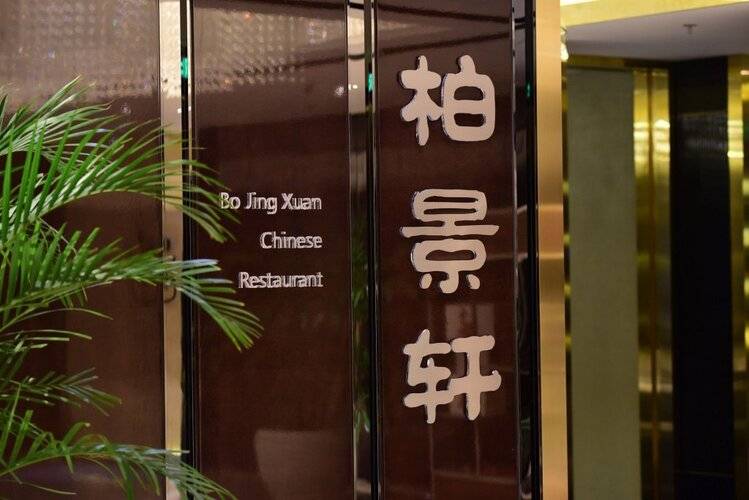 Bo Jing Xuan
Chinese
Restaurant
柏景轩